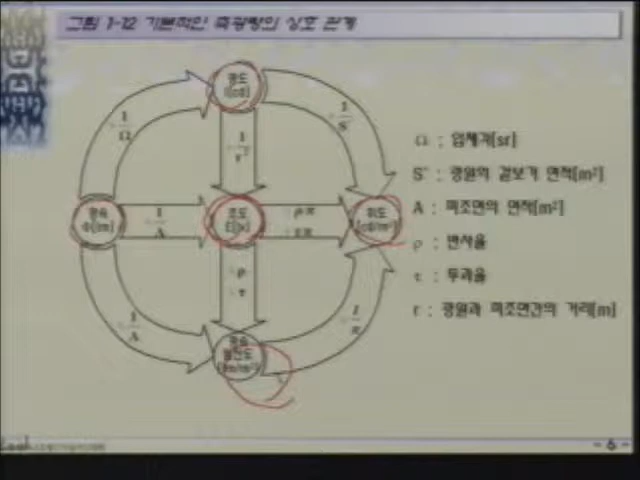 그림 1-12 기본적인 측광량의 상호 관계
광도
I[cd]
1
Ω
1
S'
1
r²
광속
Φ[lm]
1
A
조도
E[lx]
휘도
[cd/m²]
ρ
τ
1
A
1
π
광속
발산도
[lm/m²]
Ω : 입체각[sr]
S' : 광원의 겉보기 면적[m²]
A : 피조면의 면적[m²]
ρ : 반사율
τ : 투과율
r : 광원과 피조면간의 거리[m]
- 6 -